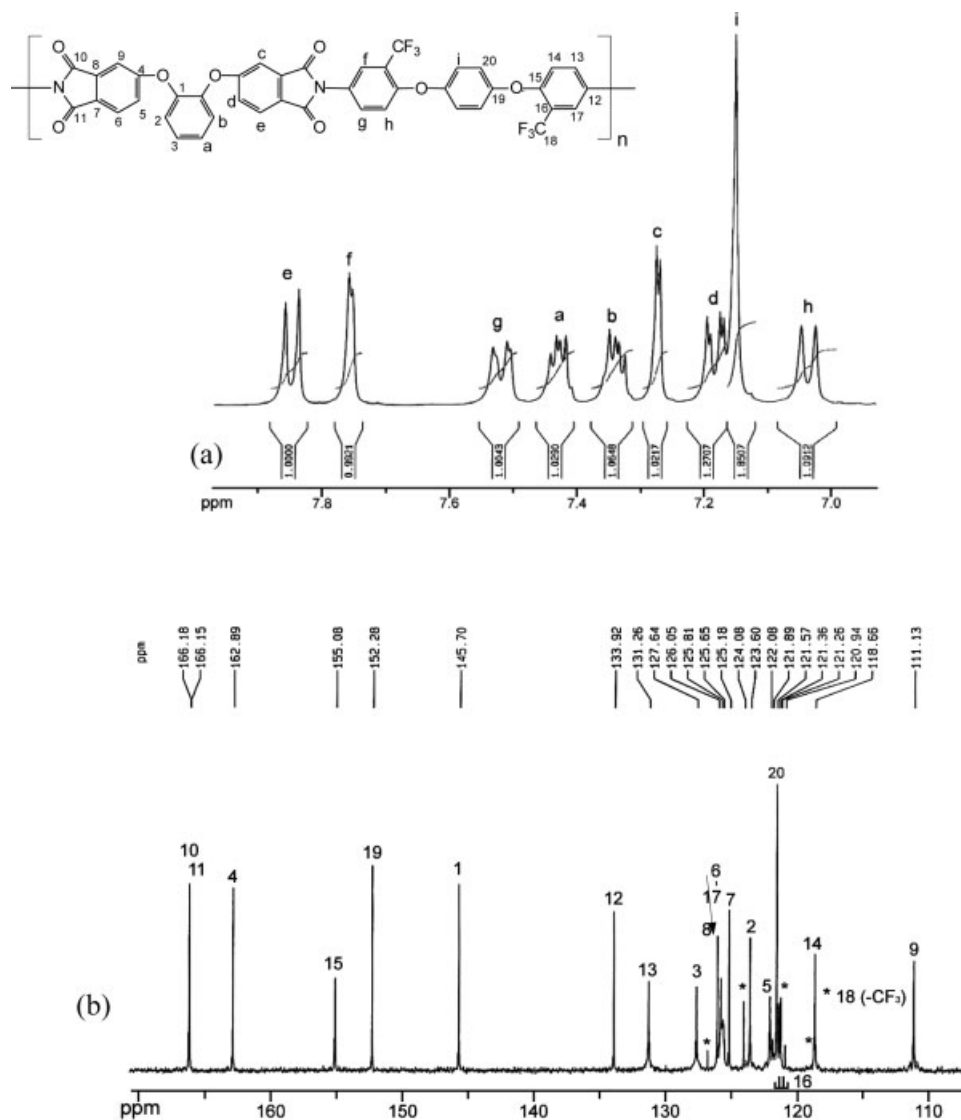 O
CF₃
O
10
9
c
f
i
20
14
13
8
4
O
O
N
N
O
O
15
19
12
7
1
d
16
17
11
6
5
2
b
e
g
h
F₃C
18
3
a
O
O
n
i
c
e
f
d
g
a
b
h
(a)
1.0000
0.9921
1.0043
1.0290
1.0648
1.0217
1.2707
1.8507
1.0912
ppm
7.8
7.6
7.4
7.2
7.0
ppm
166.18
166.15
162.89
155.08
152.28
145.70
133.92
131.26
127.64
126.05
125.81
125.65
125.18
124.08
123.60
122.08
121.89
121.57
121.36
121.26
120.94
118.66
111.13
20
10
11
4
19
1
6
17
7
8
12
2
15
13
3
*
5
*
14
9
* 18 (-CF₃)
*
*
(b)
16
ppm
160
150
140
130
120
110